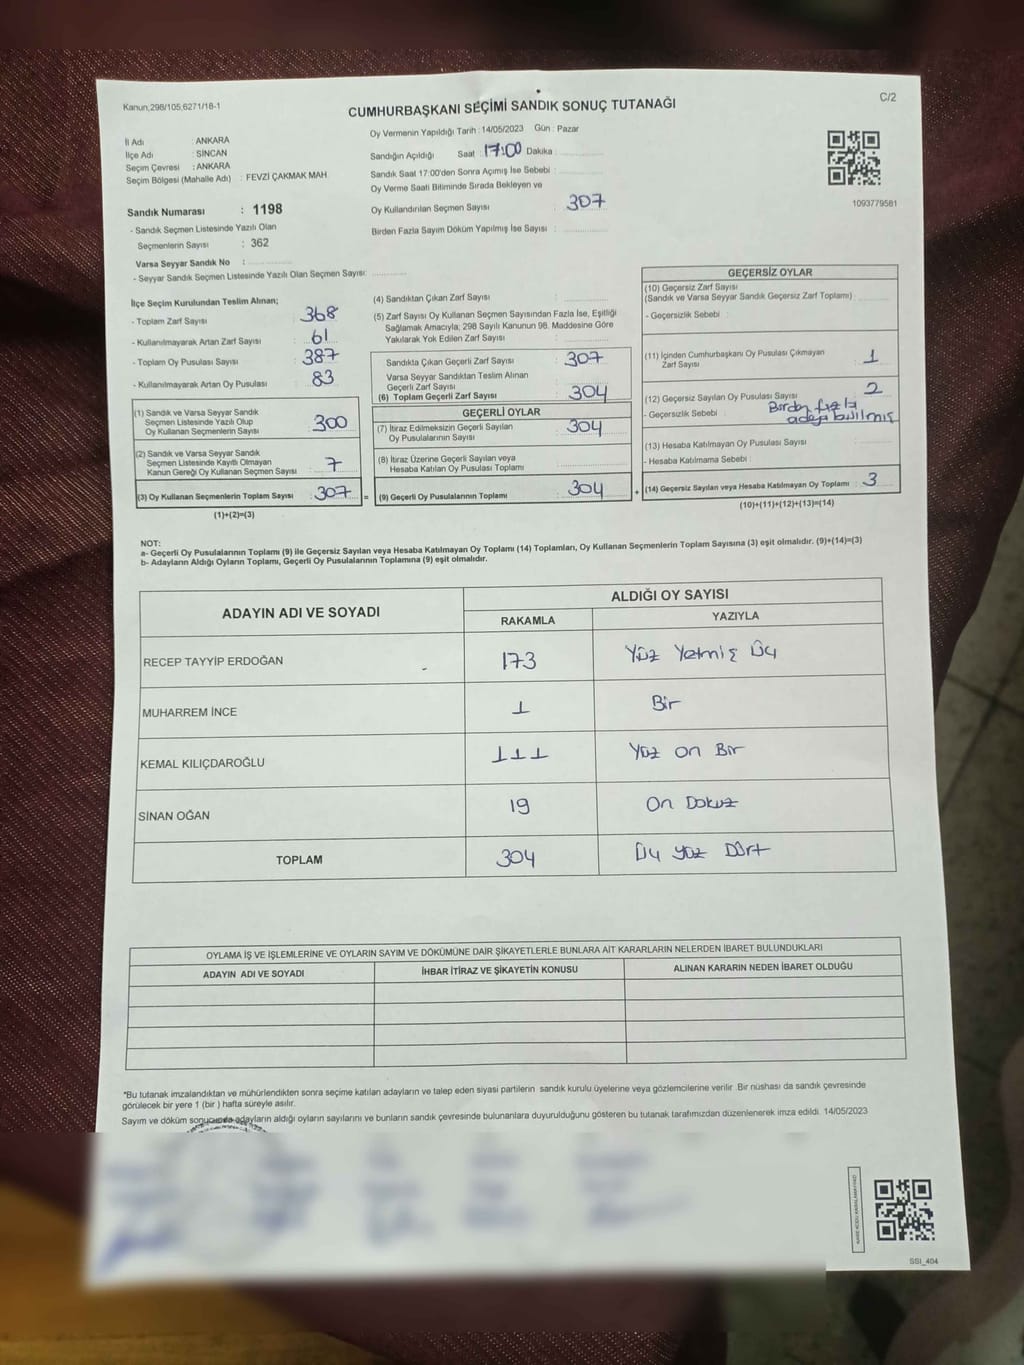 Kanun,298/105,6271/18-1
C/2
CUMHURBAŞKANI SEÇİMİ SANDIK SONUÇ TUTANAĞI
Oy Vermenin Yapıldığı Tarih : 14/05/2023 Gün : Pazar
Sandığın Açıldığı Saat : 17:00 Dakika :
Sandık Saat 17:00'den Sonra Açımış İse Sebebi :
Oy Verme Saati Bitiminde Sırada Bekleyen ve
Oy Kullandırılan Seçmen Sayısı : 307
Birden Fazla Sayım Döküm Yapılmış İse Sayısı :
1093779581
İl Adı : ANKARA
İlçe Adı : SİNCAN
Seçim Çevresi : ANKARA
Seçim Bölgesi (Mahalle Adı) : FEVZİ ÇAKMAK MAH.
Sandık Numarası : 1198
- Sandık Seçmen Listesinde Yazılı Olan
Seçmenlerin Sayısı : 362
Varsa Seyyar Sandık No :
- Seyyar Sandık Seçmen Listesinde Yazılı Olan Seçmen Sayısı:
İlçe Seçim Kurulundan Teslim Alınan;
- Toplam Zarf Sayısı : 368
- Kullanılmayarak Artan Zarf Sayısı : 61
- Toplam Oy Pusulası Sayısı : 387
- Kullanılmayarak Artan Oy Pusulası : 83
(1) Sandık ve Varsa Seyyar Sandık
Seçmen Listesinde Yazılı Olup
Oy Kullanan Seçmenlerin Sayısı : 300
(2) Sandık ve Varsa Seyyar Sandık
Seçmen Listesinde Kayıtlı Olmayan
Kanun Gereği Oy Kullanan Seçmen Sayısı : 7
(3) Oy Kullanan Seçmenlerin Toplam Sayısı : 307 =
(1)+(2)=(3)
(4) Sandıktan Çıkan Zarf Sayısı :
(5) Zarf Sayısı Oy Kullanan Seçmen Sayısından Fazla İse, Eşitliği
Sağlamak Amacıyla; 298 Sayılı Kanunun 98. Maddesine Göre
Yakılarak Yok Edilen Zarf Sayısı :
Sandıkta Çıkan Geçerli Zarf Sayısı : 307
Varsa Seyyar Sandıktan Teslim Alınan
Geçerli Zarf Sayısı :
(6) Toplam Geçerli Zarf Sayısı : 304
GEÇERLİ OYLAR
(7) İtiraz Edilmeksizin Geçerli Sayılan
Oy Pusulalarının Sayısı : 304
(8) İtiraz Üzerine Geçerli Sayılan veya
Hesaba Katılan Oy Pusulası Toplamı :
(9) Geçerli Oy Pusulalarının Toplamı : 304 +
GEÇERSİZ OYLAR
(10) Geçersiz Zarf Sayısı
(Sandık ve Varsa Seyyar Sandık Geçersiz Zarf Toplamı) :
- Geçersizlik Sebebi :
(11) İçinden Cumhurbaşkanı Oy Pusulası Çıkmayan
Zarf Sayısı : 1
(12) Geçersiz Sayılan Oy Pusulası Sayısı : 2
- Geçersizlik Sebebi : Birden fazla
adaya
(13) Hesaba Katılmayan Oy Pusulası Sayısı :
- Hesaba Katılmama Sebebi :
(14) Geçersiz Sayılan veya Hesaba Katılmayan Oy Toplamı : 3
(10)+(11)+(12)+(13)=(14)
NOT:
a- Geçerli Oy Pusulalarının Toplamı (9) ile Geçersiz Sayılan veya Hesaba Katılmayan Oy Toplamı (14) Toplamları, Oy Kullanan Seçmenlerin Toplam Sayısına (3) eşit olmalıdır. (9)+(14)=(3)
b- Adayların Aldığı Oyların Toplamı, Geçerli Oy Pusulalarının Toplamına (9) eşit olmalıdır.
ADAYIN ADI VE SOYADI ALDIĞI OY SAYISI
RAKAMLA YAZIYLA
RECEP TAYYİP ERDOĞAN 173 Yüz Yetmiş Üç
MUHARREM İNCE 1 Bir
KEMAL KILIÇDAROĞLU 111 Yüz on Bir
SİNAN OĞAN 19 On Dokuz
TOPLAM 304 Üç yüz Dört
OYLAMA İŞ VE İŞLEMLERİNE VE OYLARIN SAYIM VE DÖKÜMÜNE DAİR ŞİKAYETLERLE BUNLARA AİT KARARLARIN NELERDEN İBARET BULUNDUKLARI
ADAYIN ADI VE SOYADI İHBAR İTİRAZ VE ŞİKAYETİN KONUSU ALINAN KARARIN NEDEN İBARET OLDUĞU
*Bu tutanak imzalandıktan ve mühürlendikten sonra seçime katılan adayların ve talep eden siyasi partilerin sandık kurulu üyelerine veya gözlemcilerine verilir. Bir nüshası da sandık çevresinde
görülecek bir yere 1 (bir) hafta süreyle asılır.
Sayım ve döküm sonucunda adayların aldığı oyların sayılarını ve bunların sandık çevresinde bulunanlara duyurulduğunu gösteren bu tutanak tarafımızdan düzenlenerek imza edildi. 14/05/2023
SSI_404